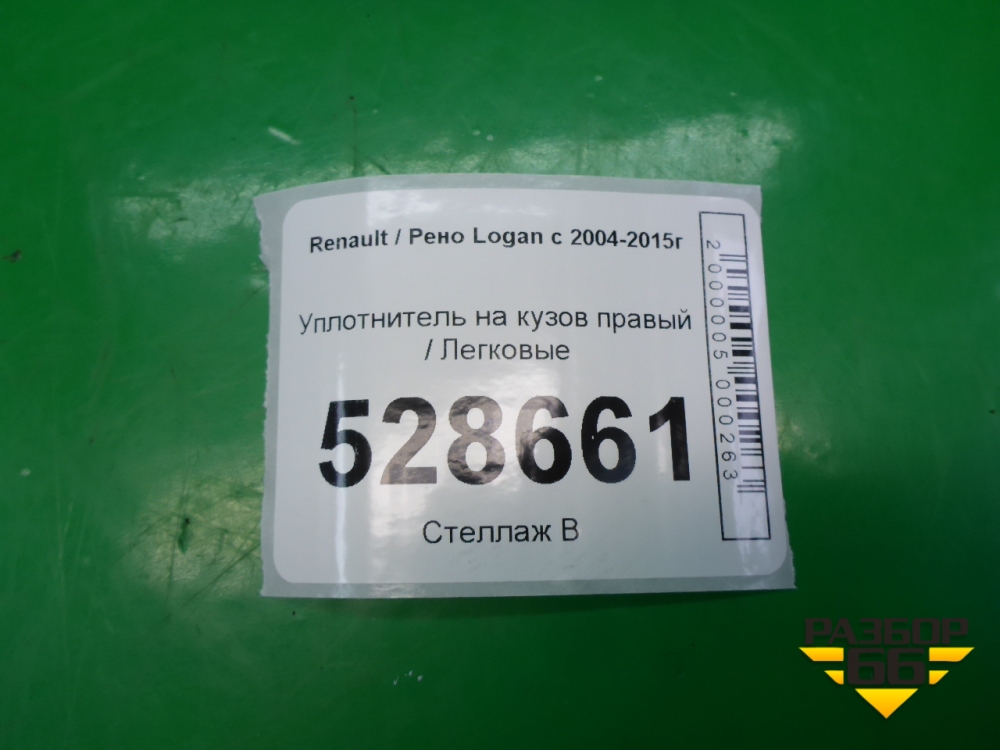 Renault / Рено Logan с 2004-2015г
Уплотнитель на кузов правый
/ Легковые
528661
Стеллаж В
2000005000263
РАЗБОР
66